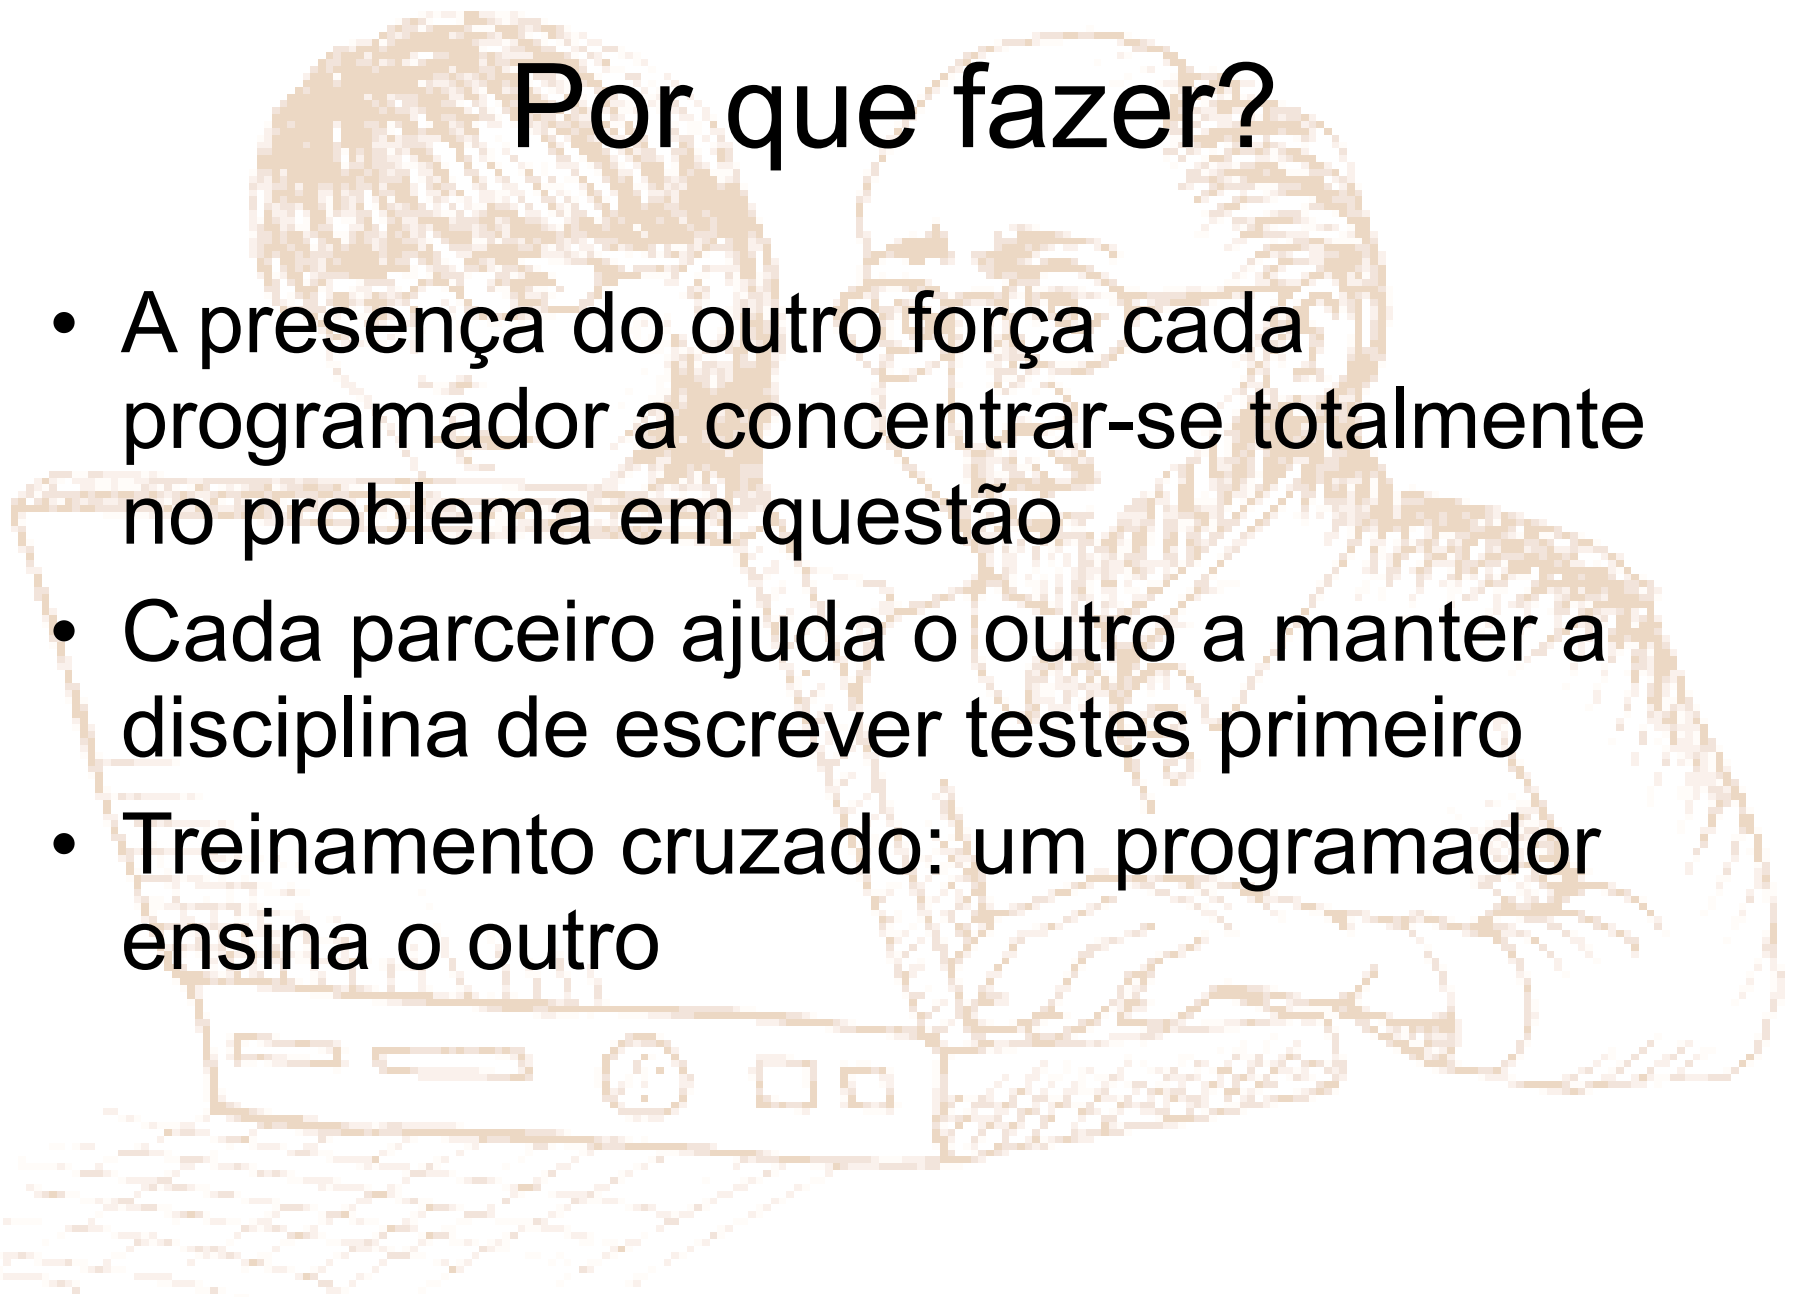 Por que fazer?
• A presença do outro força cada
programador a concentrar-se totalmente
no problema em questão
• Cada parceiro ajuda o outro a manter a
disciplina de escrever testes primeiro
• Treinamento cruzado: um programador
ensina o outro